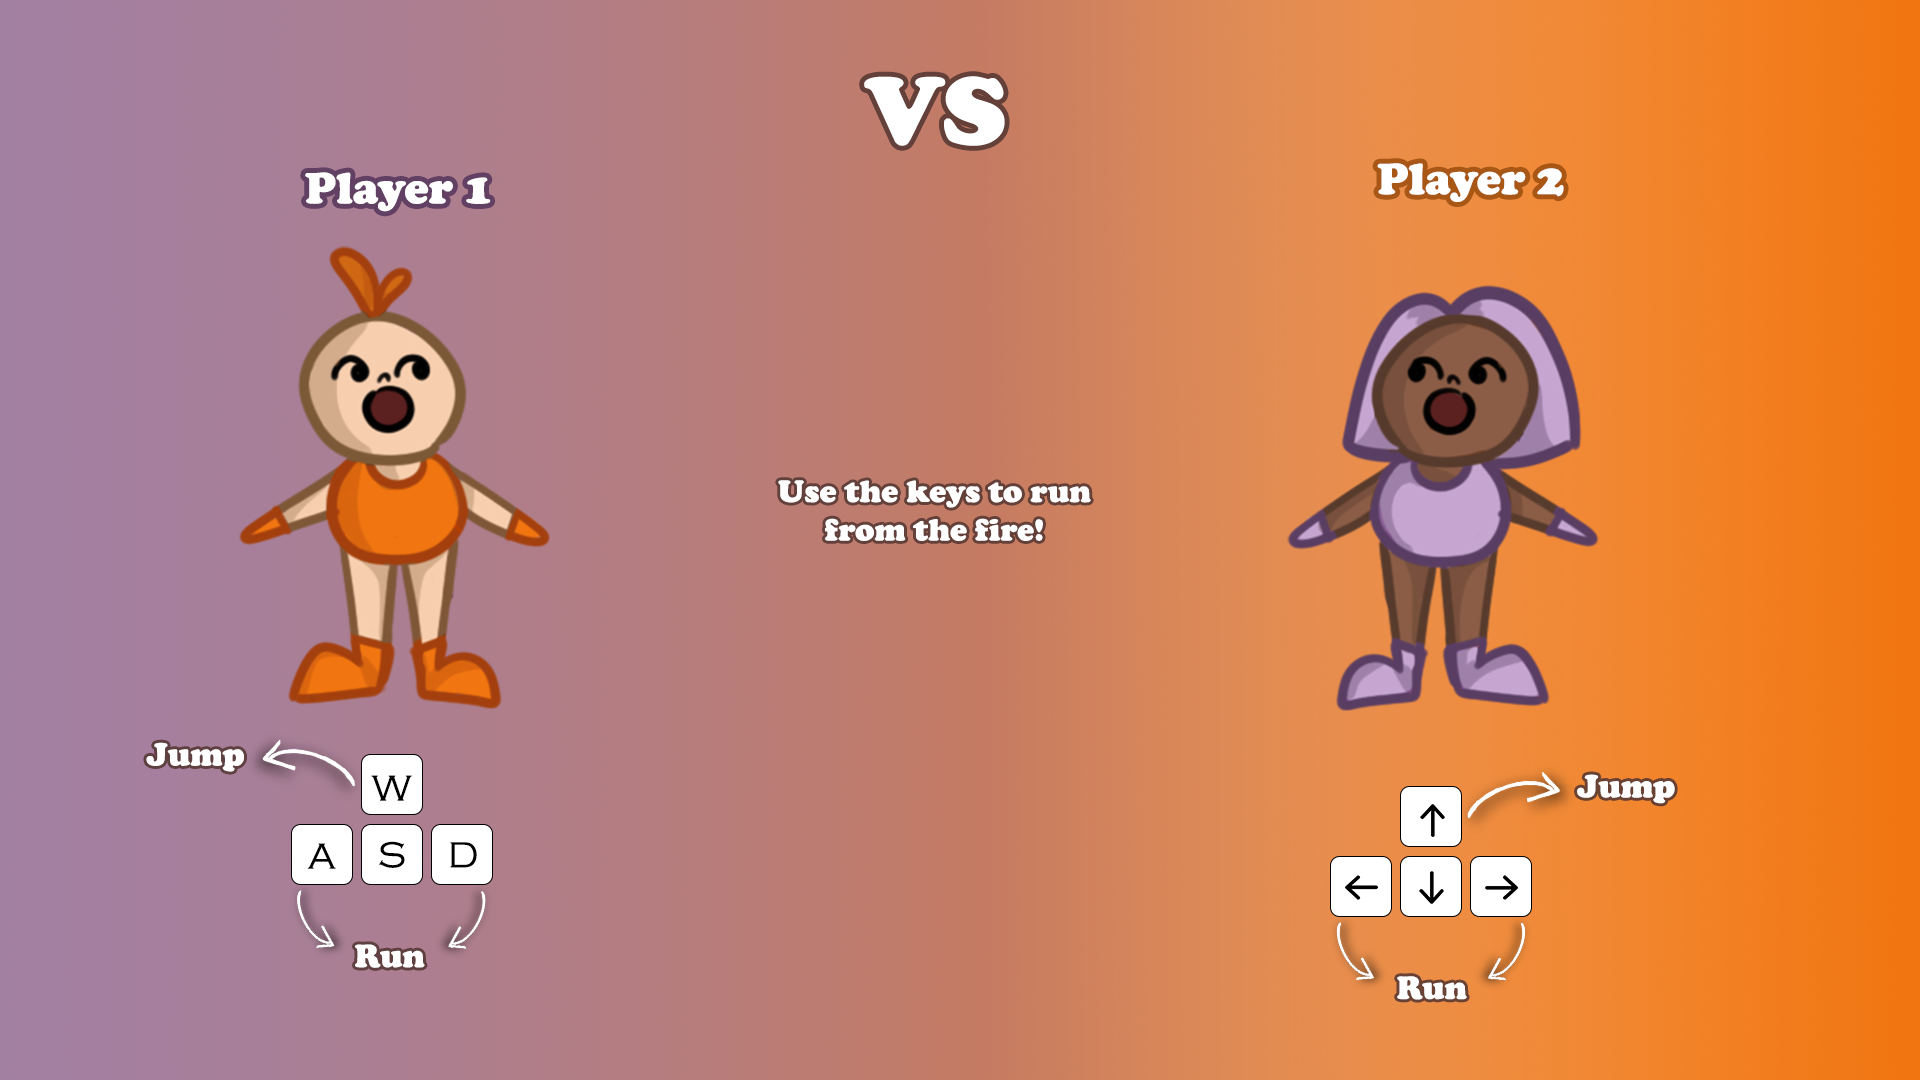 VS
Player 1
Player 2
Use the keys to run
from the fire!
Jump
W
A S D
Run
Jump
↑
← ↓ →
Run